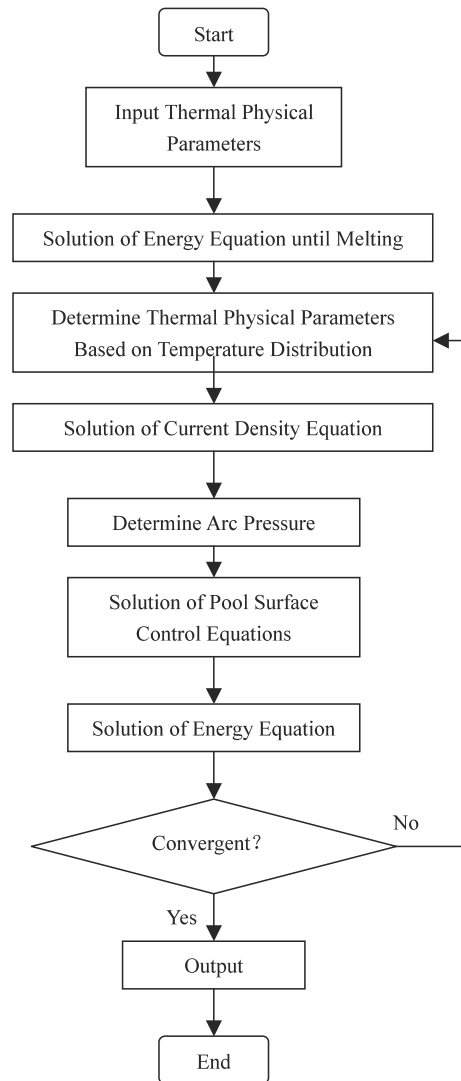 Start
Input Thermal Physical
Parameters
Solution of Energy Equation until Melting
Determine Thermal Physical Parameters
Based on Temperature Distribution
Solution of Current Density Equation
Determine Arc Pressure
Solution of Pool Surface
Control Equations
Solution of Energy Equation
Convergent？
No
Yes
Output
End